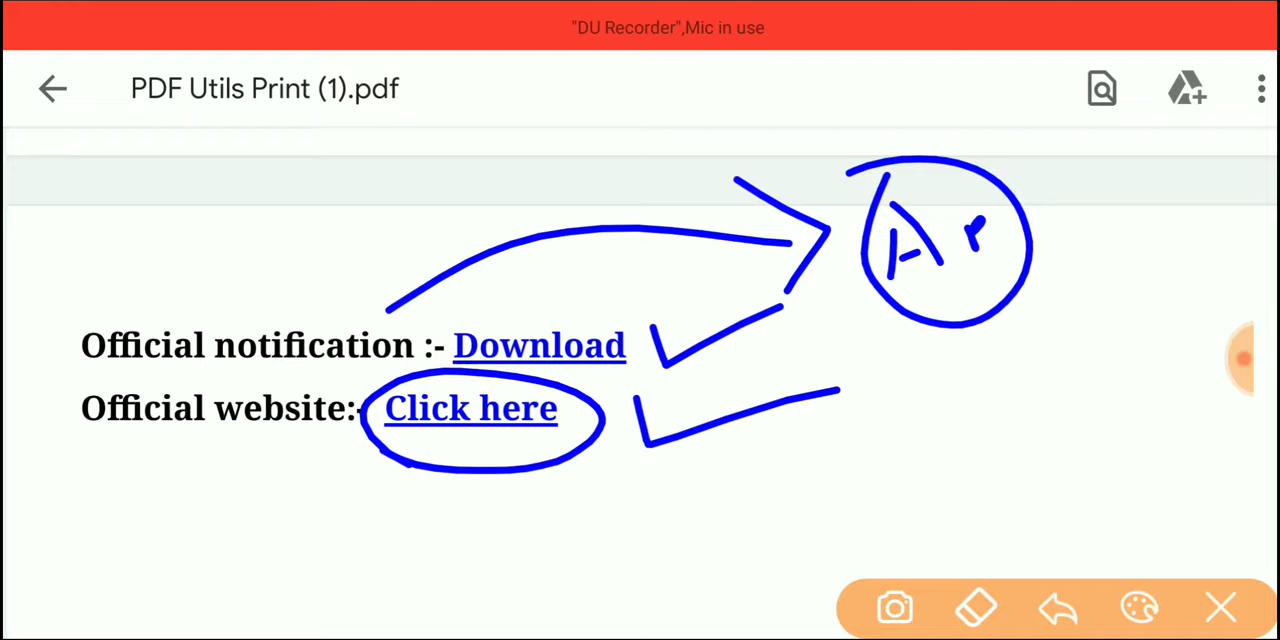 "DU Recorder",Mic in use
PDF Utils Print (1).pdf
Official notification :- Download
Official website:- Click here